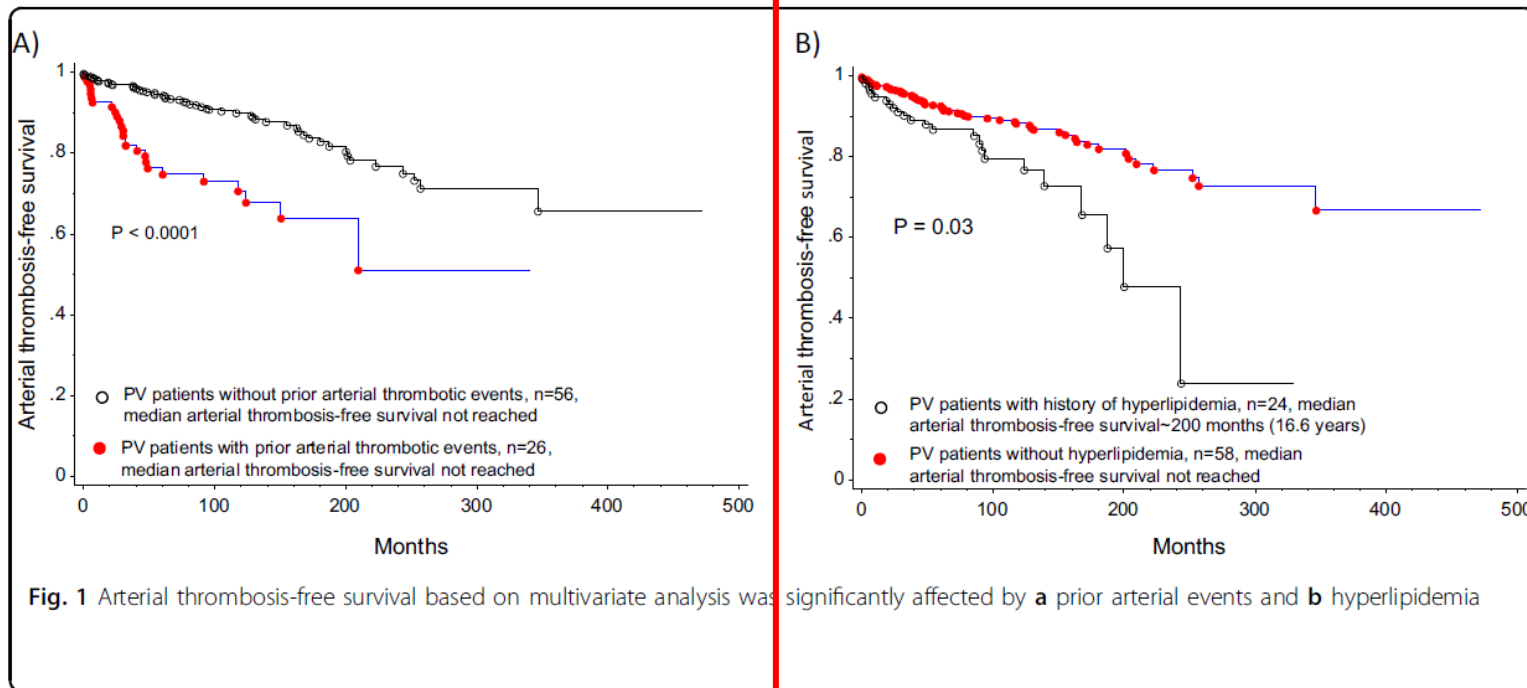 A)
Arterial thrombosis-free survival
1
.8
.6
.4
.2
0
P < 0.0001
PV patients without prior arterial thrombotic events, n=56,
median arterial thrombosis-free survival not reached
PV patients with prior arterial thrombotic events, n=26,
median arterial thrombosis-free survival not reached
0 100 200 300 400 500
Months
B)
Arterial thrombosis-free survival
1
.8
.6
.4
.2
0
P = 0.03
PV patients with history of hyperlipidemia, n=24, median
arterial thrombosis-free survival~200 months (16.6 years)
PV patients without hyperlipidemia, n=58, median
arterial thrombosis-free survival not reached
0 100 200 300 400 500
Months
Fig. 1 Arterial thrombosis-free survival based on multivariate analysis was significantly affected by a prior arterial events and b hyperlipidemia